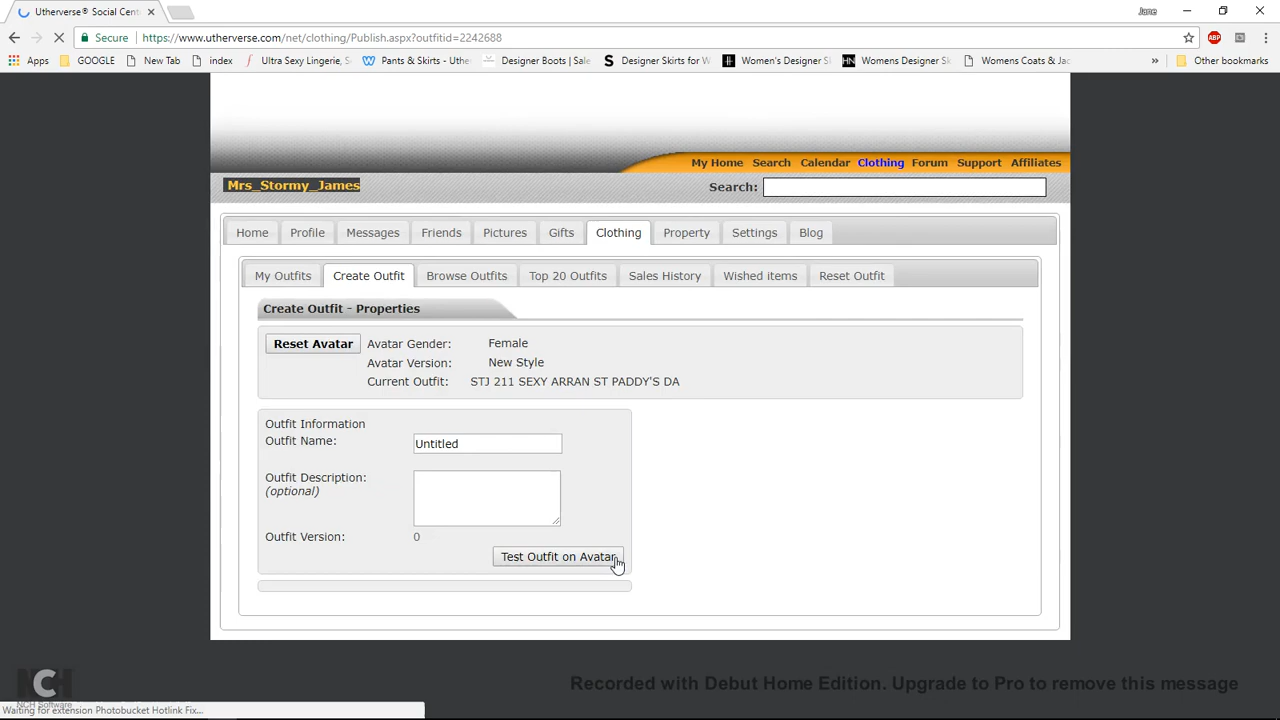 Utherverse® Social Cent
Jane
Secure https://www.utherverse.com/net/clothing/Publish.aspx?outfitid=2242688
ABP
Apps GOOGLE New Tab index Ultra Sexy Lingerie, S Pants & Skirts - Uthe Designer Boots | Sale Designer Skirts for W Women's Designer S Womens Designer Sc Womens Coats & Jac » Other bookmarks
My Home Search Calendar Clothing Forum Support Affiliates
Mrs_Stormy_James
Search:
Home Profile Messages Friends Pictures Gifts Clothing Property Settings Blog
My Outfits Create Outfit Browse Outfits Top 20 Outfits Sales History Wished items Reset Outfit
Create Outfit - Properties
Reset Avatar
Avatar Gender: Female
Avatar Version: New Style
Current Outfit: STJ 211 SEXY ARRAN ST PADDY'S DA
Outfit Information
Outfit Name: Untitled
Outfit Description:
(optional)
Outfit Version: 0
Test Outfit on Avatar
NCH
NCH Software
Recorded with Debut Home Edition. Upgrade to Pro to remove this message
Waiting for extension Photobucket Hotlink Fix...